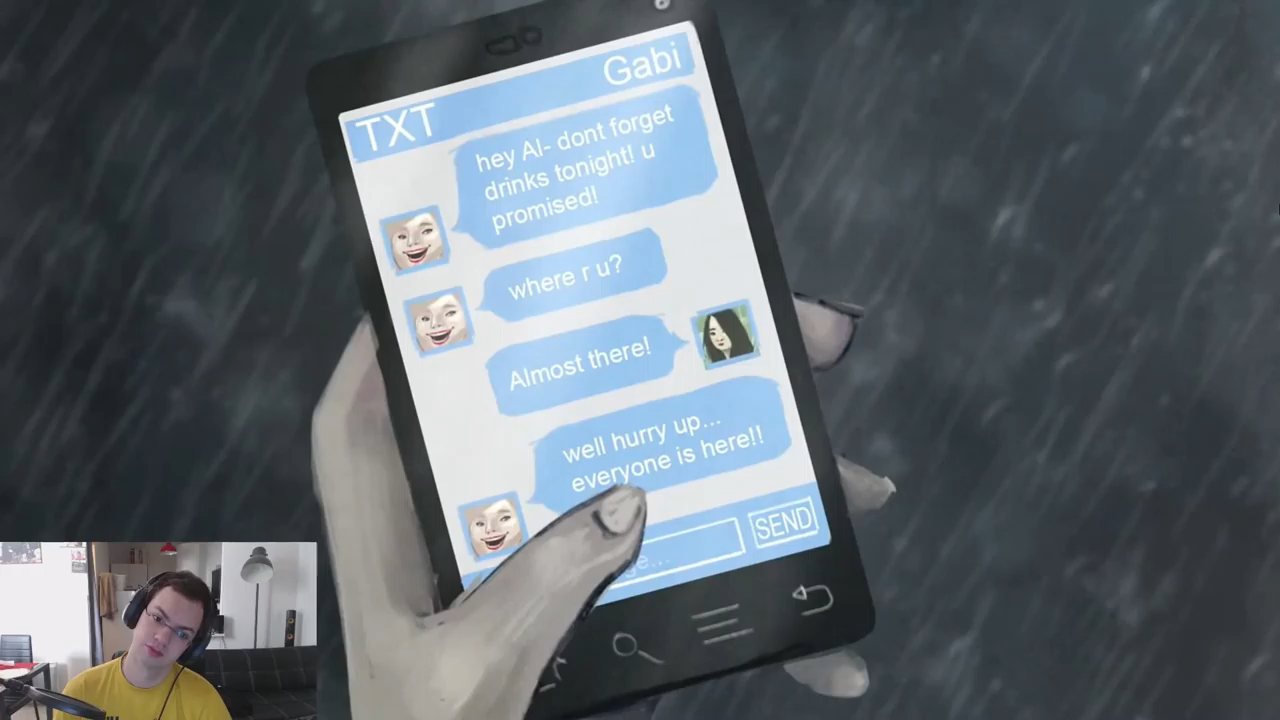 TXT
Gabi
hey Al- dont forget
drinks tonight! u
promised!
where r u?
Almost there!
well hurry up...
everyone is here!!
SEND